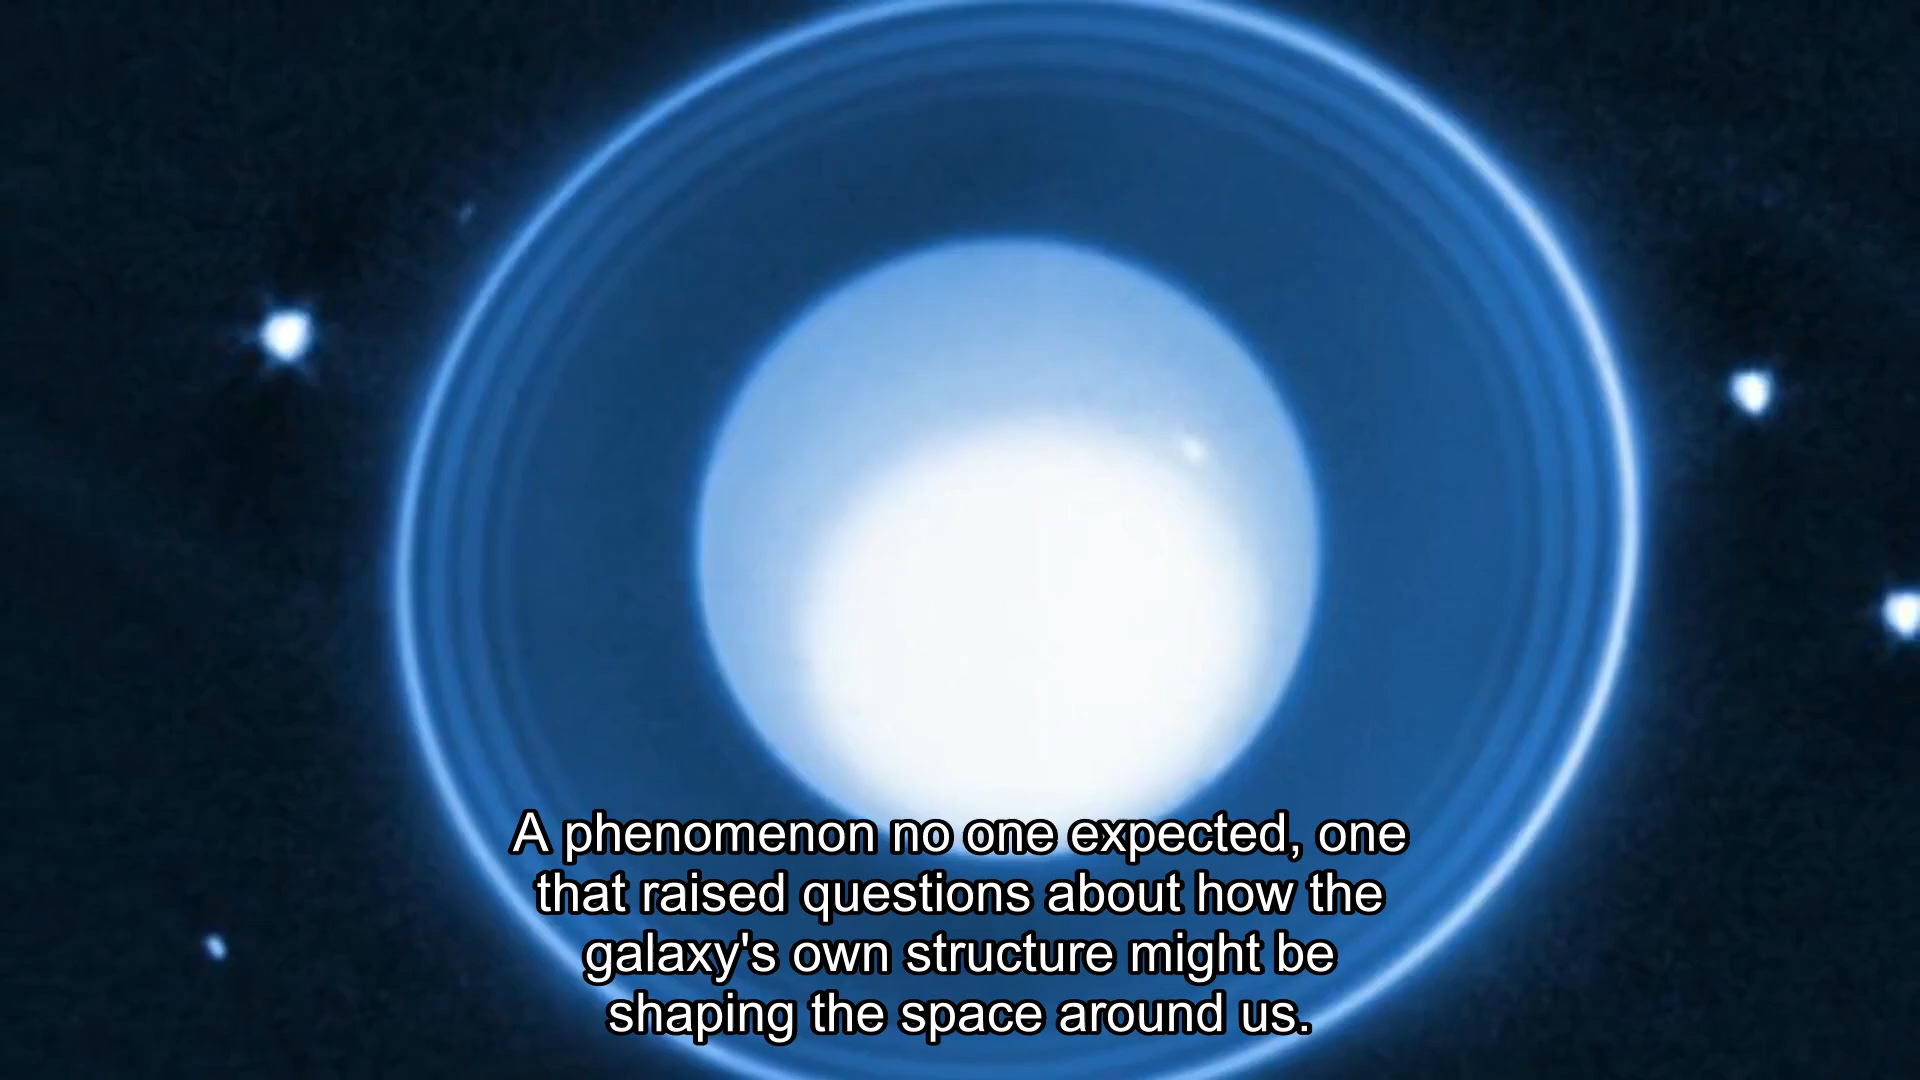 A phenomenon no one expected, one
that raised questions about how the
galaxy's own structure might be
shaping the space around us.